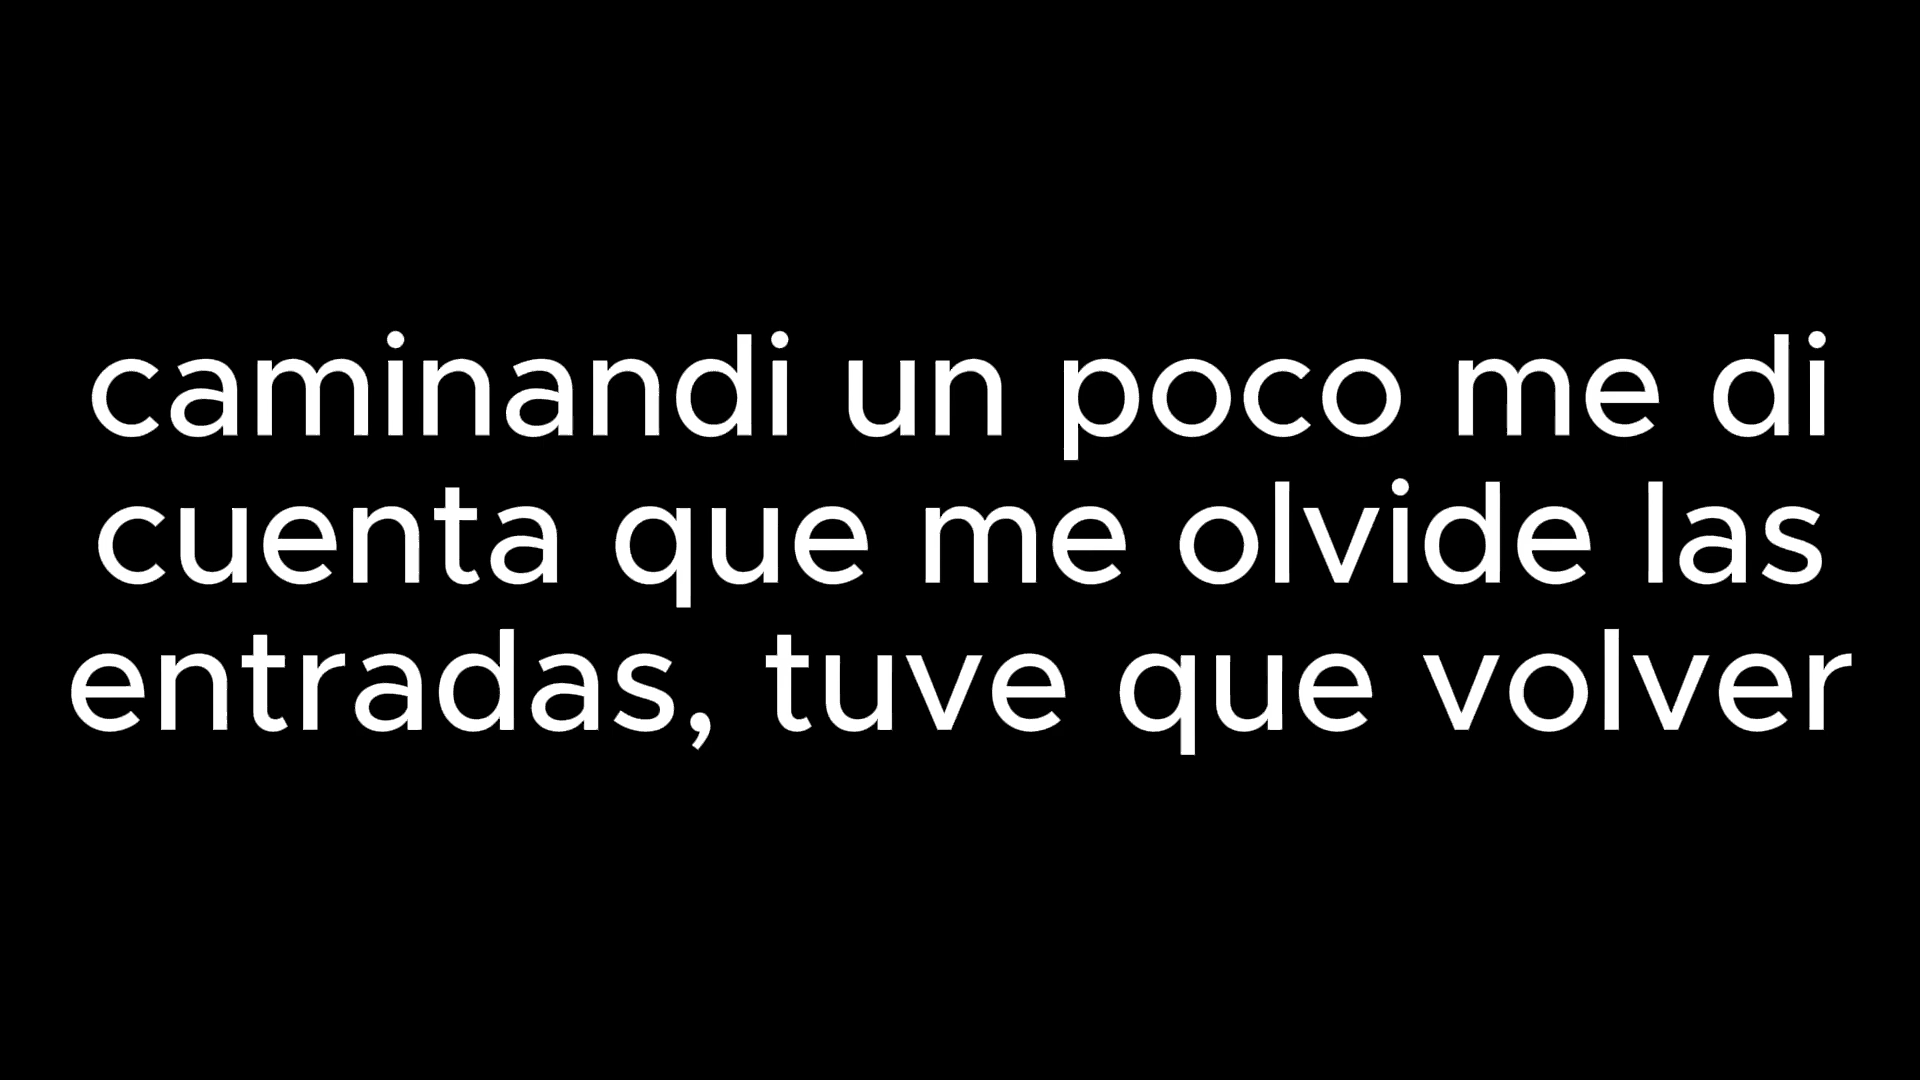 caminandi un poco me di
cuenta que me olvide las
entradas, tuve que volver